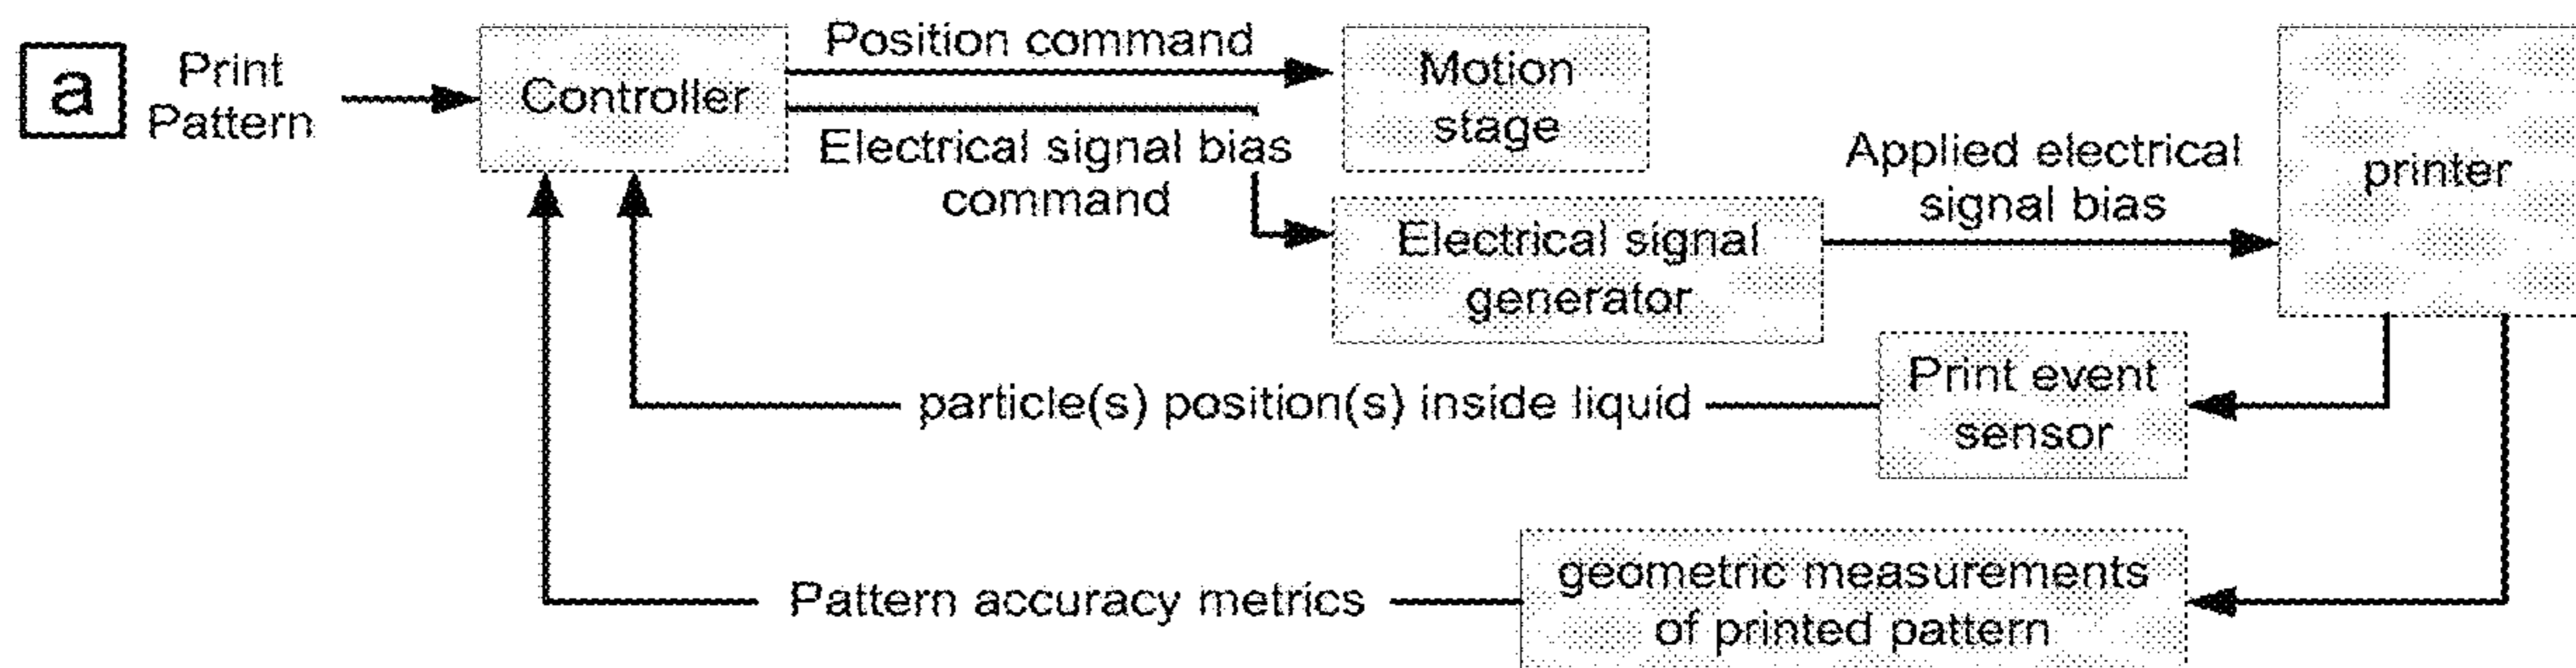 a
Print
Pattern
Controller
Position command
Electrical signal bias
command
Motion
stage
Electrical signal
generator
Applied electrical
signal bias
printer
Print event
sensor
particle(s) position(s) inside liquid
geometric measurements
of printed pattern
Pattern accuracy metrics